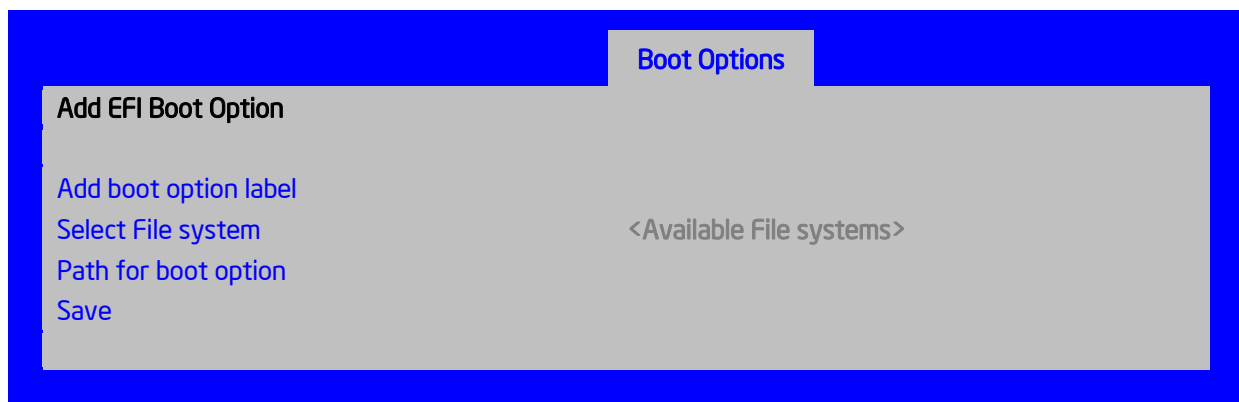 Boot Options
Add EFI Boot Option
Add boot option label
Select File system <Available File systems>
Path for boot option
Save